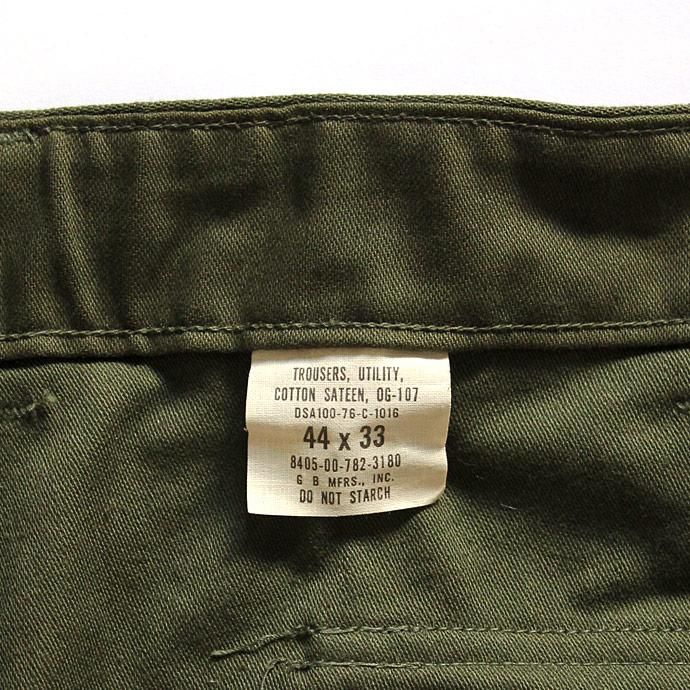 TROUSERS, UTILITY,
COTTON SATEEN, OG-107
DSA100-76-C-1016
44 x 33
8405-00-782-3180
G B MFRS., INC.
DO NOT STARCH